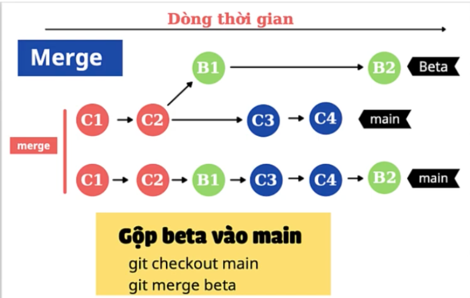 Dòng thời gian
Merge
B1 B2 Beta
C1 C2 C3 C4 main
merge
C1 C2 B1 C3 C4 B2 main
Gộp beta vào main
git checkout main
git merge beta